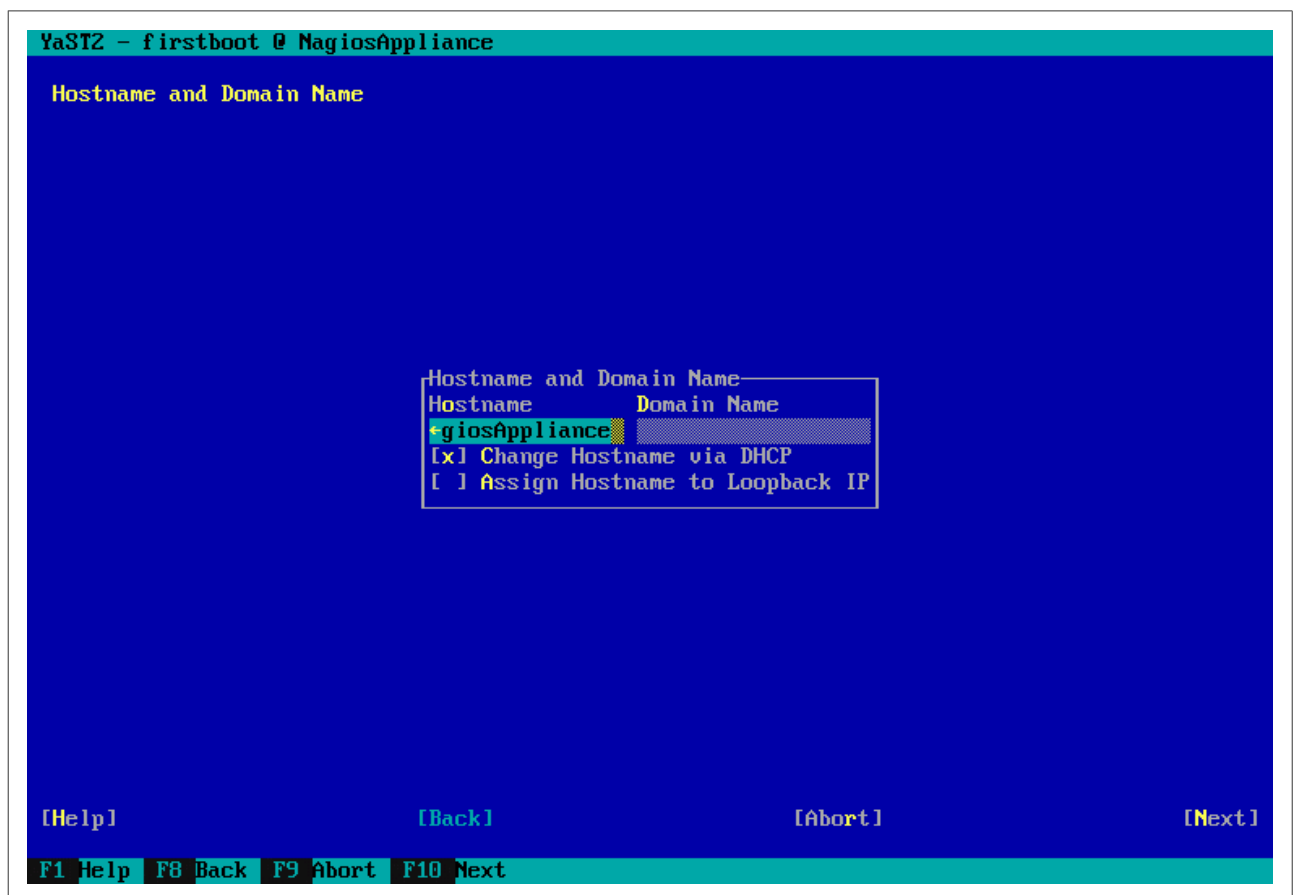 YaST2 - firstboot @ NagiosAppliance
Hostname and Domain Name
Hostname and Domain Name
Hostname Domain Name
←giosAppliance
[x] Change Hostname via DHCP
[ ] Assign Hostname to Loopback IP
[Help] [Back] [Abort] [Next]
F1 Help F8 Back F9 Abort F10 Next